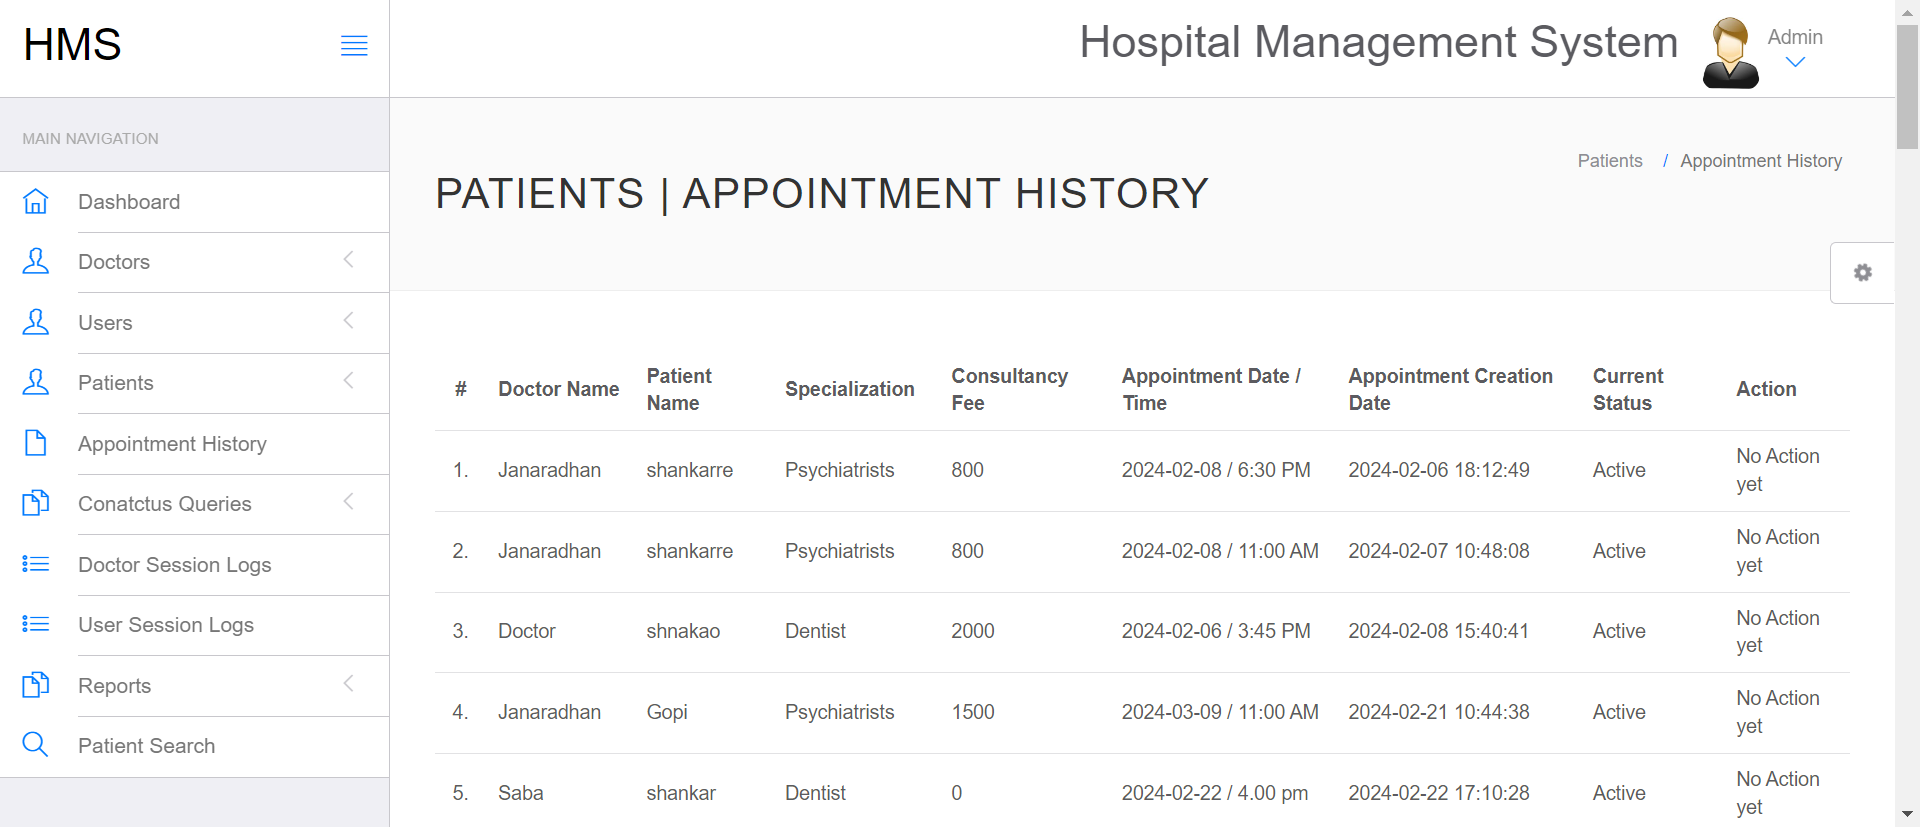 HMS
Hospital Management System
Admin
MAIN NAVIGATION
Dashboard
Doctors
Users
Patients
Appointment History
Conatctus Queries
Doctor Session Logs
User Session Logs
Reports
Patient Search
PATIENTS | APPOINTMENT HISTORY
Patients / Appointment History
# Doctor Name Patient Name Specialization Consultancy Fee Appointment Date / Time Appointment Creation Date Current Status Action
1. Janaradhan shankarre Psychiatrists 800 2024-02-08 / 6:30 PM 2024-02-06 18:12:49 Active No Action yet
2. Janaradhan shankarre Psychiatrists 800 2024-02-08 / 11:00 AM 2024-02-07 10:48:08 Active No Action yet
3. Doctor shnakao Dentist 2000 2024-02-06 / 3:45 PM 2024-02-08 15:40:41 Active No Action yet
4. Janaradhan Gopi Psychiatrists 1500 2024-03-09 / 11:00 AM 2024-02-21 10:44:38 Active No Action yet
5. Saba shankar Dentist 0 2024-02-22 / 4.00 pm 2024-02-22 17:10:28 Active No Action yet